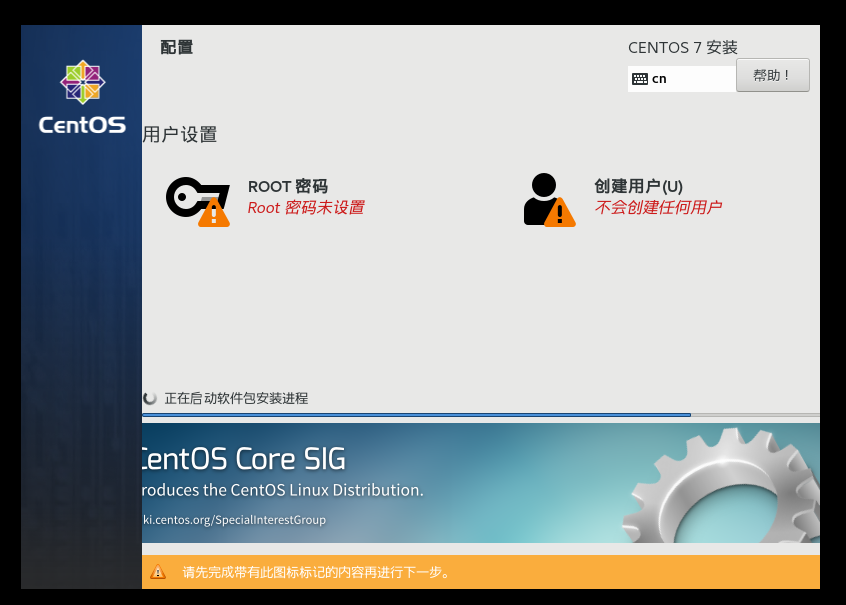 配置
CENTOS 7 安装
cn
帮助！
CentOS
用户设置
ROOT 密码
Root 密码未设置
创建用户(U)
不会创建任何用户
正在启动软件包安装进程
CentOS Core SIG
roduces the CentOS Linux Distribution.
ki.centos.org/SpecialInterestGroup
请先完成带有此图标标记的内容再进行下一步。